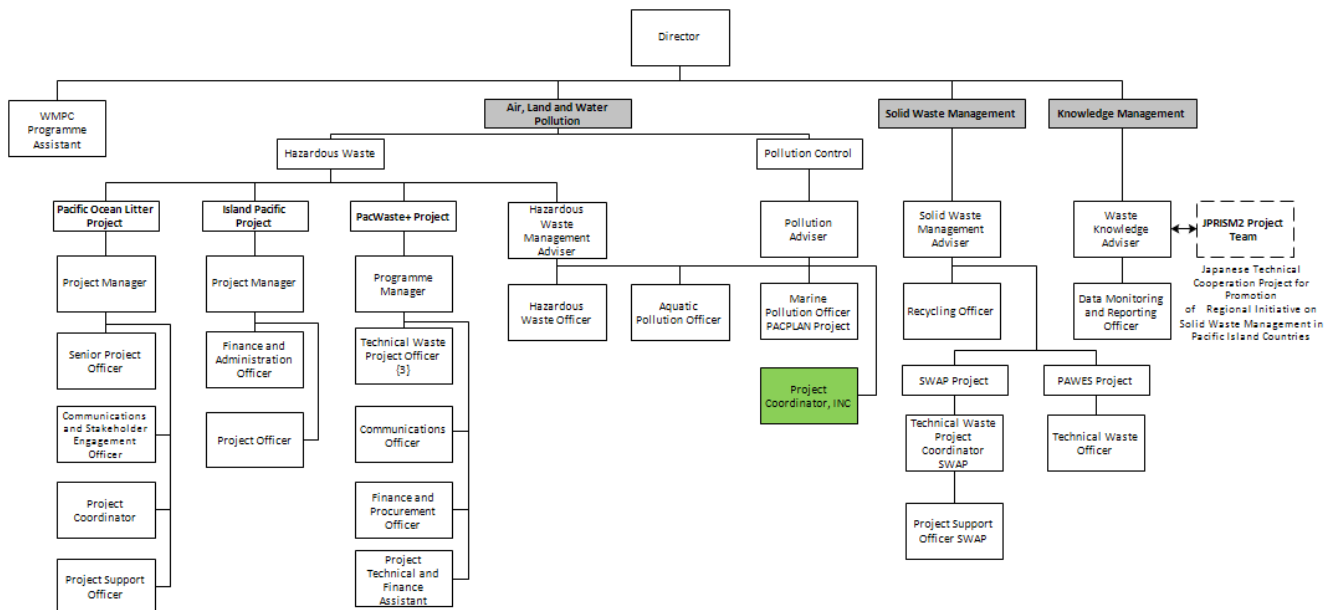 Director
WMPC
Programme
Assistant
Air, Land and Water
Pollution
Solid Waste Management
Knowledge Management
Hazardous Waste
Pollution Control
Pacific Ocean Litter
Project
Island Pacific
Project
PacWaste+ Project
Hazardous
Waste
Management
Adviser
Pollution
Adviser
Solid Waste
Management
Adviser
Waste
Knowledge
Adviser
JPRISM2 Project
Team
Japanese Technical
Cooperation Project for
Promotion
of Regional Initiative on
Solid Waste Management in
Pacific Island Countries
Project Manager
Project Manager
Programme
Manager
Hazardous
Waste Officer
Aquatic
Pollution Officer
Marine
Pollution Officer
PACPLAN Project
Recycling Officer
Data Monitoring
and Reporting
Officer
Senior Project
Officer
Finance and
Administration
Officer
Technical Waste
Project Officer
{3}
Project
Coordinator, INC
SWAP Project
PAWES Project
Communications
and Stakeholder
Engagement
Officer
Project Officer
Communications
Officer
Technical Waste
Project
Coordinator
SWAP
Technical Waste
Officer
Project
Coordinator
Finance and
Procurement
Officer
Project Support
Officer SWAP
Project Support
Officer
Project
Technical and
Finance
Assistant